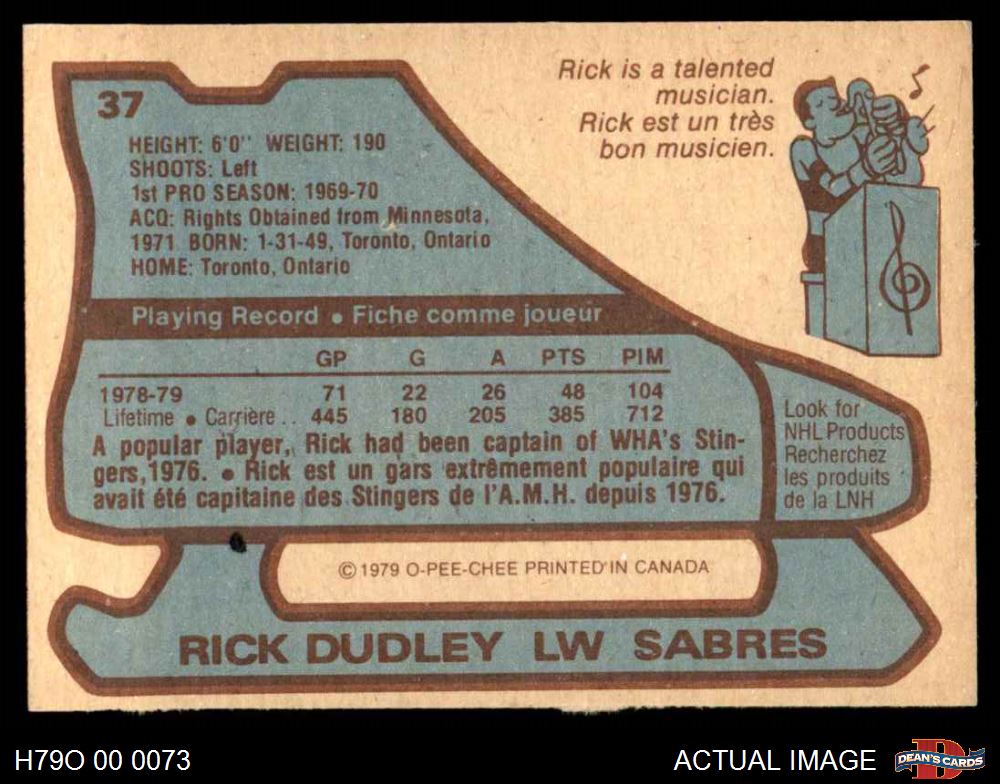 37
Rick is a talented
musician.
Rick est un très
bon musicien.
HEIGHT: 6'0" WEIGHT: 190
SHOOTS: Left
1st PRO SEASON: 1969-70
ACQ: Rights Obtained from Minnesota,
1971 BORN: 1-31-49, Toronto, Ontario
HOME: Toronto, Ontario
Playing Record • Fiche comme joueur
GP G A PTS PIM
1978-79 71 22 26 48 104
Lifetime • Carrière . . 445 180 205 385 712
A popular player, Rick had been captain of WHA's Stin-
gers, 1976. • Rick est un gars extrêmement populaire qui
avait été capitaine des Stingers de l'A.M.H. depuis 1976.
Look for
NHL Products
Recherchez
les produits
de la LNH
© 1979 O-PEE-CHEE PRINTED IN CANADA
RICK DUDLEY LW SABRES
H79O 00 0073
ACTUAL IMAGE
D
DEAN'S CARDS